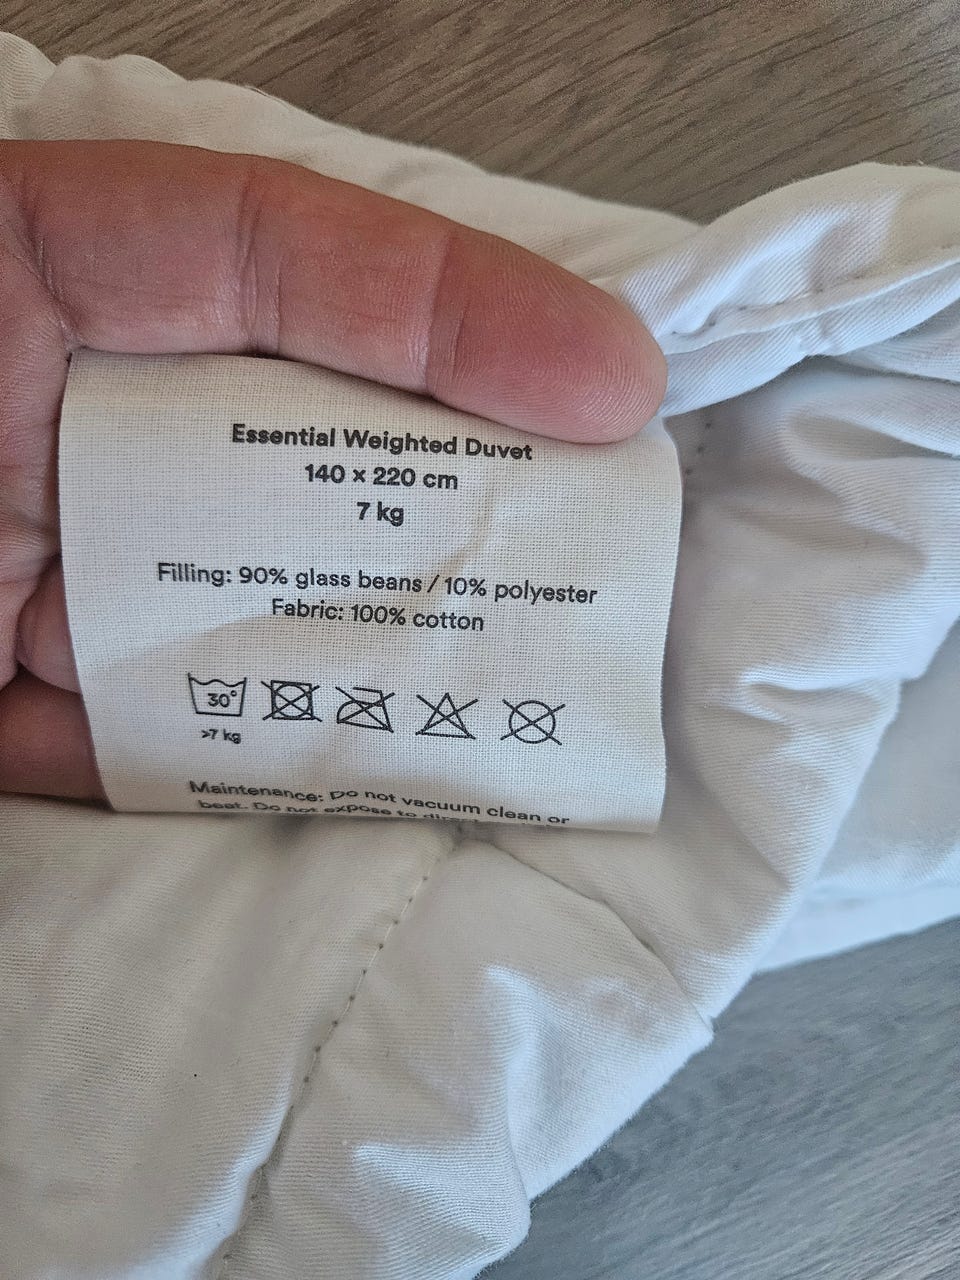 Essential Weighted Duvet
140 × 220 cm
7 kg
Filling: 90% glass beans / 10% polyester
Fabric: 100% cotton
30°
>7 kg
Maintenance: Do not vacuum clean or
beat. Do not expose to direct